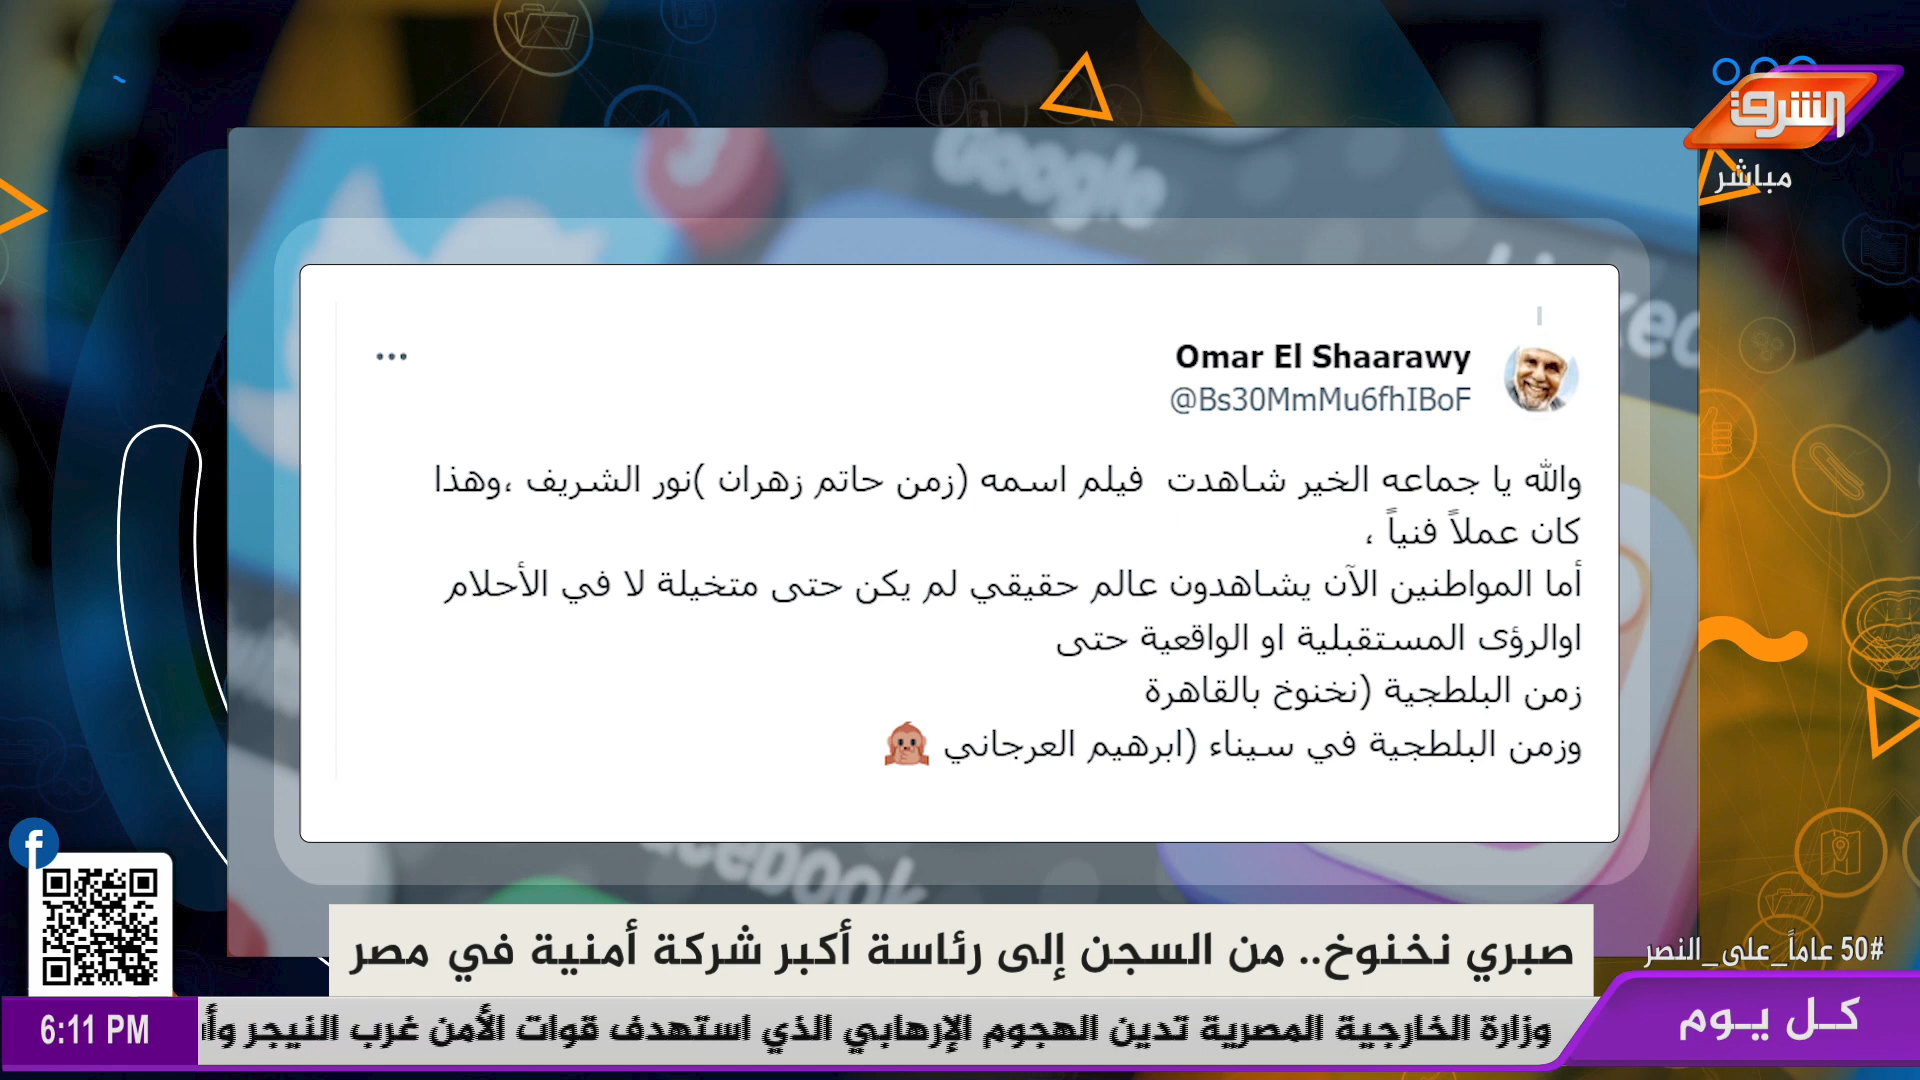 الشرق
مباشر
Google
Omar El Shaarawy
@Bs30MmMu6fhIBoF
والله يا جماعه الخير شاهدت فيلم اسمه (زمن حاتم زهران )نور الشريف ،وهذا
كان عملاً فنياً ،
أما المواطنين الآن يشاهدون عالم حقيقي لم يكن حتى متخيلة لا في الأحلام
اوالرؤى المستقبلية او الواقعية حتى
زمن البلطجية (نخنوخ بالقاهرة
وزمن البلطجية في سيناء (ابرهيم العرجاني 🙊
facebook
صبري نخنوخ.. من السجن إلى رئاسة أكبر شركة أمنية في مصر
#50 عاماً_على_النصر
كل يوم
وزارة الخارجية المصرية تدين الهجوم الإرهابي الذي استهدف قوات الأمن غرب النيجر
6:11 PM